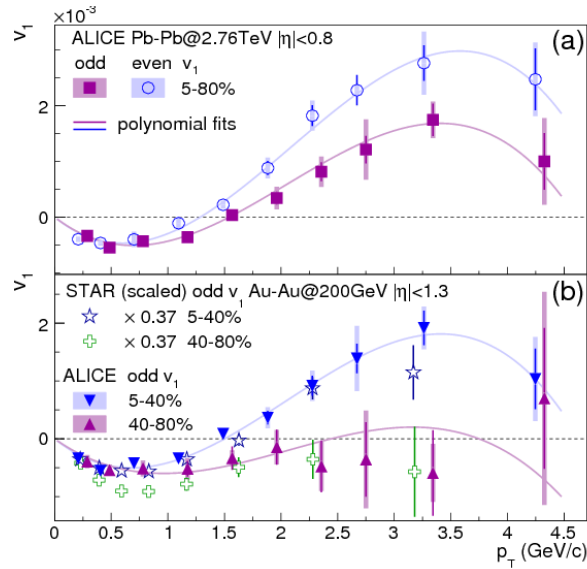 ×10⁻³
v₁
ALICE Pb-Pb@2.76TeV |η|<0.8
(a)
odd even v₁
5-80%
polynomial fits
2
0
v₁
STAR (scaled) odd v₁ Au-Au@200GeV |η|<1.3
(b)
× 0.37 5-40%
× 0.37 40-80%
2
ALICE odd v₁
5-40%
40-80%
0
0 0.5 1 1.5 2 2.5 3 3.5 4 4.5
p_T (GeV/c)